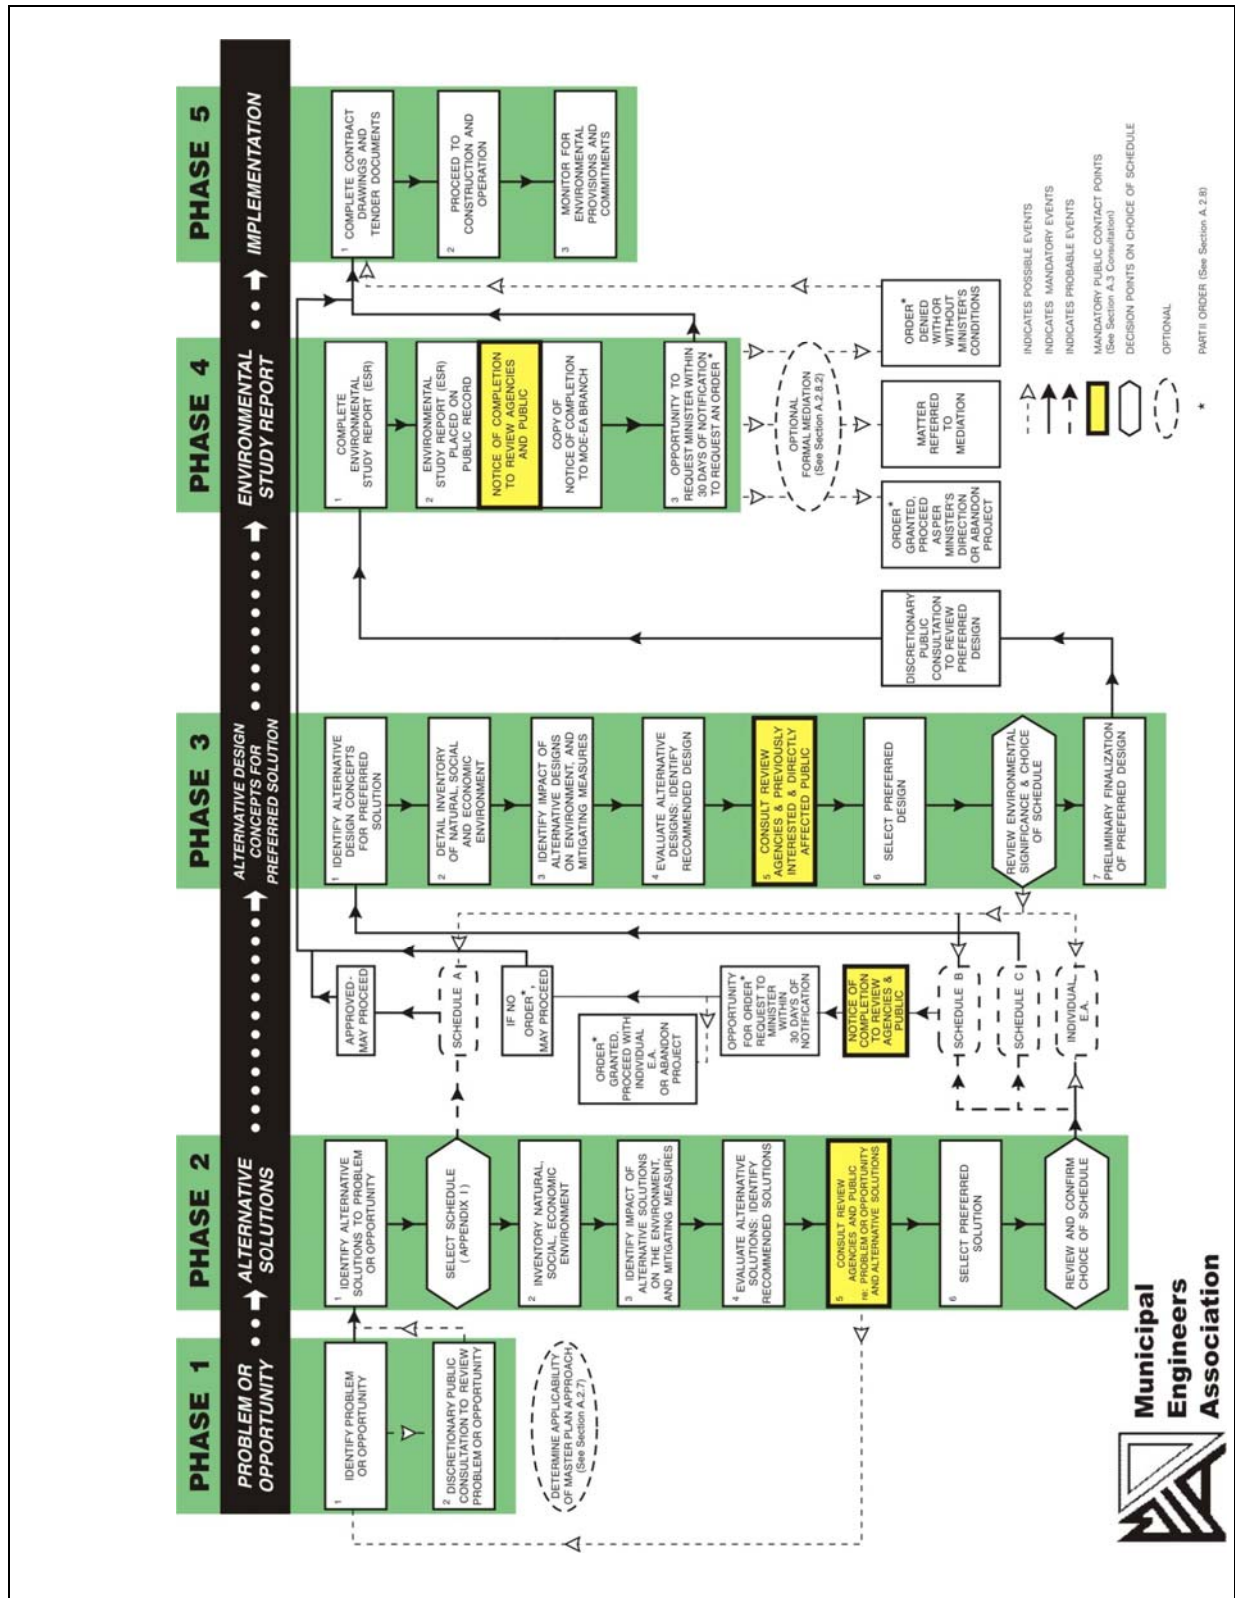 PHASE 1
PROBLEM OR
OPPORTUNITY
1 IDENTIFY PROBLEM
OR OPPORTUNITY
2 DISCRETIONARY PUBLIC
CONSULTATION TO REVIEW
PROBLEM OR OPPORTUNITY
DETERMINE APPLICABILITY
OF MASTER PLAN APPROACH
(See Section A.2.7)
PHASE 2
ALTERNATIVE
SOLUTIONS
1 IDENTIFY ALTERNATIVE
SOLUTIONS TO PROBLEM
OR OPPORTUNITY
SELECT SCHEDULE
( APPENDIX I )
2 INVENTORY NATURAL,
SOCIAL, ECONOMIC
ENVIRONMENT
3 IDENTIFY IMPACT OF
ALTERNATIVE SOLUTIONS
ON THE ENVIRONMENT,
AND MITIGATING MEASURES
4 EVALUATE ALTERNATIVE
SOLUTIONS: IDENTIFY
RECOMMENDED SOLUTIONS
5 CONSULT REVIEW
AGENCIES AND PUBLIC
re: PROBLEM OR OPPORTUNITY
AND ALTERNATIVE SOLUTIONS
6 SELECT PREFERRED
SOLUTION
REVIEW AND CONFIRM
CHOICE OF SCHEDULE
APPROVED-
MAY PROCEED
SCHEDULE A
IF NO
ORDER*,
MAY PROCEED
ORDER*
GRANTED,
PROCEED WITH
INDIVIDUAL
E.A.
OR ABANDON
PROJECT
OPPORTUNITY
FOR ORDER*
REQUEST TO
MINISTER
WITHIN
30 DAYS OF
NOTIFICATION
NOTICE OF
COMPLETION
TO REVIEW
AGENCIES &
PUBLIC
SCHEDULE B
SCHEDULE C
INDIVIDUAL
E.A.
PHASE 3
ALTERNATIVE DESIGN
CONCEPTS FOR
PREFERRED SOLUTION
1 IDENTIFY ALTERNATIVE
DESIGN CONCEPTS
FOR PREFERRED
SOLUTION
2 DETAIL INVENTORY
OF NATURAL, SOCIAL
AND ECONOMIC
ENVIRONMENT
3 IDENTIFY IMPACT OF
ALTERNATIVE DESIGNS
ON ENVIRONMENT, AND
MITIGATING MEASURES
4 EVALUATE ALTERNATIVE
DESIGNS: IDENTIFY
RECOMMENDED DESIGN
5 CONSULT REVIEW
AGENCIES & PREVIOUSLY
INTERESTED & DIRECTLY
AFFECTED PUBLIC
6 SELECT PREFERRED
DESIGN
REVIEW ENVIRONMENTAL
SIGNIFICANCE & CHOICE
OF SCHEDULE
7 PRELIMINARY FINALIZATION
OF PREFERRED DESIGN
DISCRETIONARY
PUBLIC
CONSULTATION
TO REVIEW
PREFERRED
DESIGN
PHASE 4
ENVIRONMENTAL
STUDY REPORT
1 COMPLETE
ENVIRONMENTAL
STUDY REPORT (ESR)
2 ENVIRONMENTAL
STUDY REPORT (ESR)
PLACED ON
PUBLIC RECORD
NOTICE OF COMPLETION
TO REVIEW AGENCIES
AND PUBLIC
COPY OF
NOTICE OF COMPLETION
TO MOE-EA BRANCH
3 OPPORTUNITY TO
REQUEST MINISTER WITHIN
30 DAYS OF NOTIFICATION
TO REQUEST AN ORDER*
OPTIONAL
FORMAL MEDIATION
(See Section A.2.8.2)
ORDER*
GRANTED,
PROCEED
AS PER
MINISTER'S
DIRECTION
OR ABANDON
PROJECT
MATTER
REFERRED
TO
MEDIATION
ORDER*
DENIED
WITH OR
WITHOUT
MINISTER'S
CONDITIONS
PHASE 5
IMPLEMENTATION
1 COMPLETE CONTRACT
DRAWINGS AND
TENDER DOCUMENTS
2 PROCEED TO
CONSTRUCTION AND
OPERATION
3 MONITOR FOR
ENVIRONMENTAL
PROVISIONS AND
COMMITMENTS
INDICATES POSSIBLE EVENTS
INDICATES MANDATORY EVENTS
INDICATES PROBABLE EVENTS
MANDATORY PUBLIC CONTACT POINTS
(See Section A.3 Consultation)
DECISION POINTS ON CHOICE OF SCHEDULE
OPTIONAL
* PART II ORDER (See Section A.2.8)
Municipal
Engineers
Association